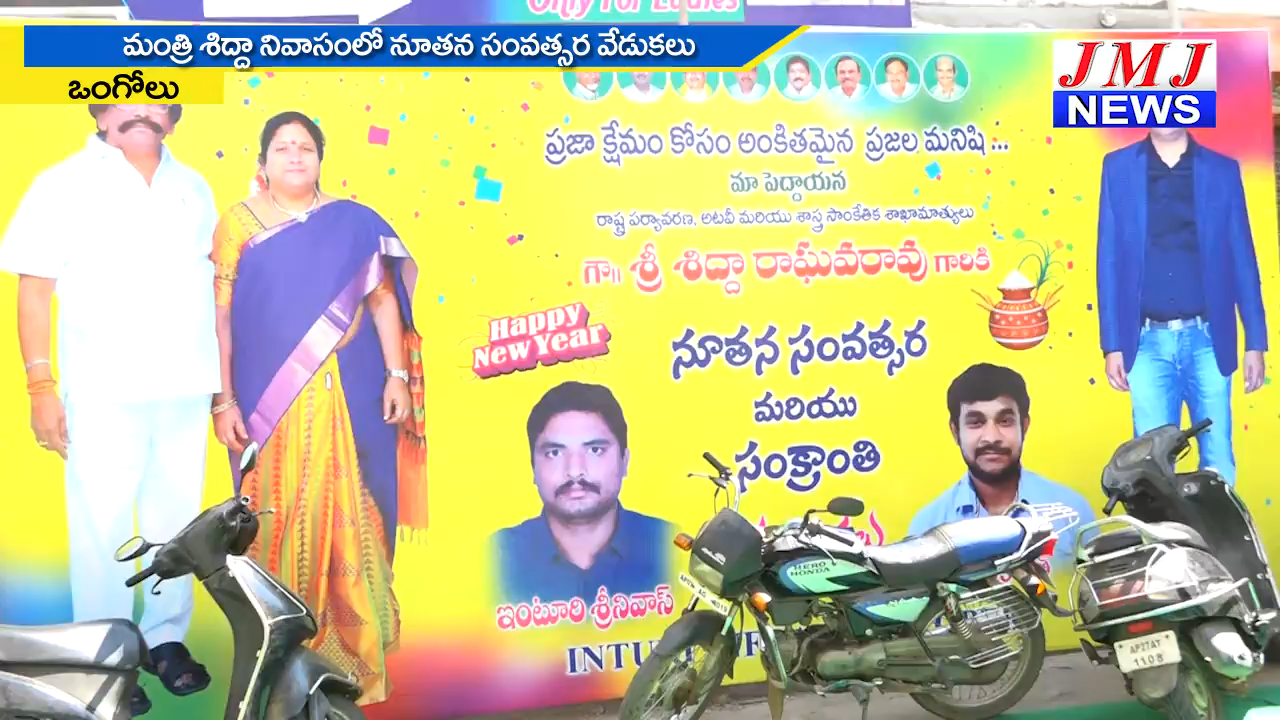 Only For Ladies
మంత్రి శిద్దా నివాసంలో నూతన సంవత్సర వేడుకలు
ఒంగోలు
JMJ
NEWS
ప్రజా క్షేమం కోసం అంకితమైన ప్రజల మనిషి ...
మా పెద్దాయన
రాష్ట్ర పర్యావరణ, అటవీ మరియు శాస్త్ర సాంకేతిక శాఖామాత్యులు
గా॥ శ్రీ శిద్దా రాఘవరావు గారికి
Happy
New Year
నూతన సంవత్సర
మరియు
సంక్రాంతి
ఇంటూరి శ్రీనివాస్
HERO
HONDA
AP27AY
1108